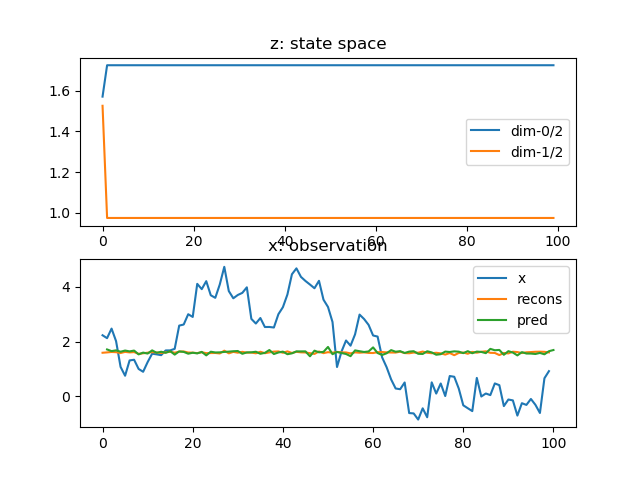 z: state space
1.6
1.4
1.2
1.0
dim-0/2
dim-1/2
0 20 40 60 80 100
x: observation
4
2
0
x
recons
pred
0 20 40 60 80 100